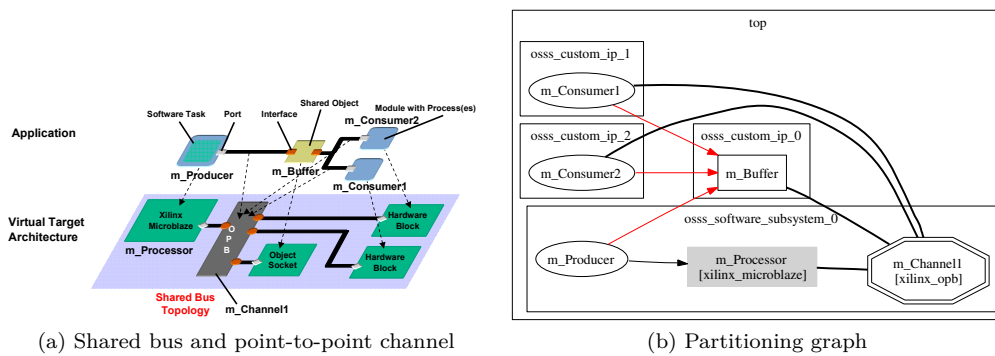 Application
Software Task
Port
Interface
Shared Object
Module with Process(es)
m_Consumer2
m_Producer
m_Buffer
m_Consumer1
Virtual Target
Architecture
Xilinx
Microblaze
m_Processor
OPB
Object
Socket
Hardware
Block
Hardware
Block
Shared Bus
Topology
m_Channel1
(a) Shared bus and point-to-point channel
top
osss_custom_ip_1
m_Consumer1
osss_custom_ip_2
m_Consumer2
osss_custom_ip_0
m_Buffer
osss_software_subsystem_0
m_Producer
m_Processor
[xilinx_microblaze]
m_Channel1
[xilinx_opb]
(b) Partitioning graph